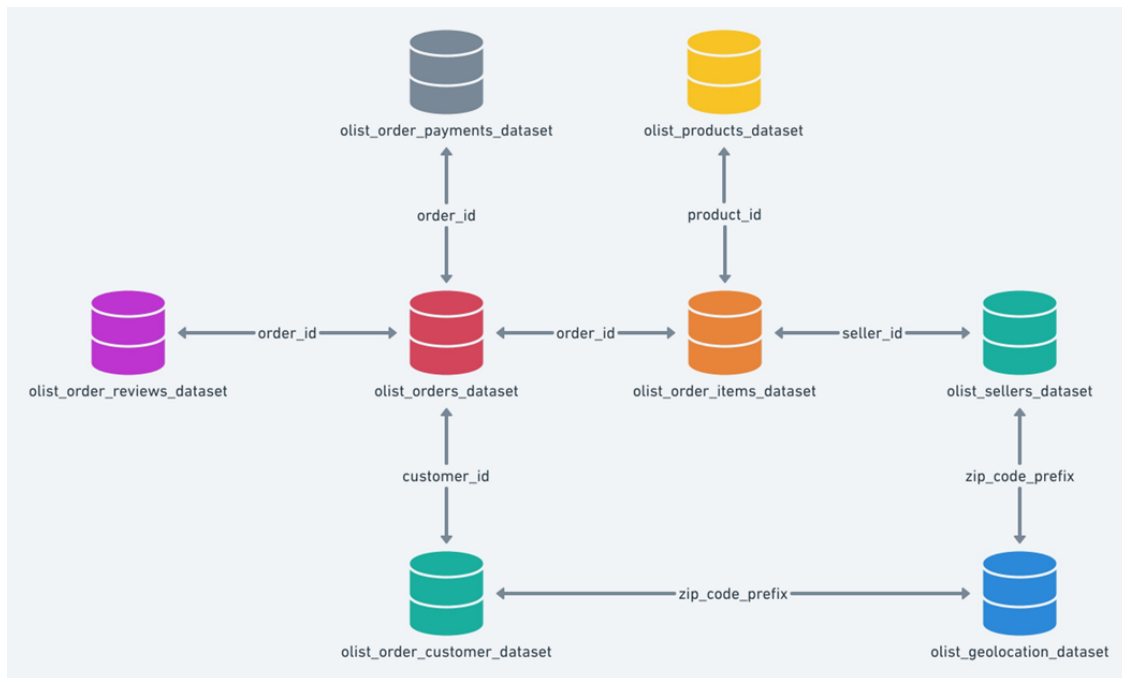 olist_order_payments_dataset
olist_products_dataset
order_id
product_id
order_id
order_id
seller_id
olist_order_reviews_dataset
olist_orders_dataset
olist_order_items_dataset
olist_sellers_dataset
customer_id
zip_code_prefix
zip_code_prefix
olist_order_customer_dataset
olist_geolocation_dataset